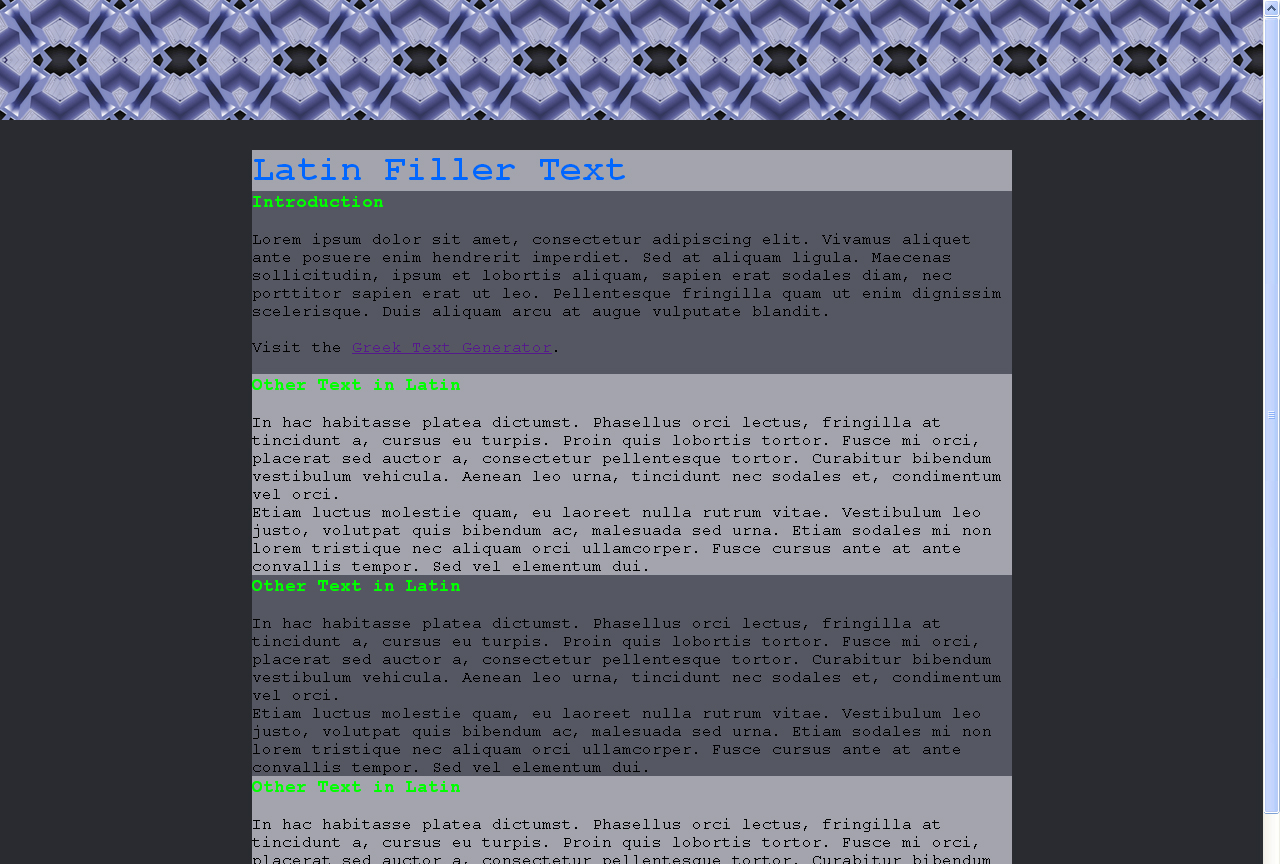 Latin Filler Text
Introduction
Lorem ipsum dolor sit amet, consectetur adipiscing elit. Vivamus aliquet
ante posuere enim hendrerit imperdiet. Sed at aliquam ligula. Maecenas
sollicitudin, ipsum et lobortis aliquam, sapien erat sodales diam, nec
porttitor sapien erat ut leo. Pellentesque fringilla quam ut enim dignissim
scelerisque. Duis aliquam arcu at augue vulputate blandit.
Visit the Greek Text Generator.
Other Text in Latin
In hac habitasse platea dictumst. Phasellus orci lectus, fringilla at
tincidunt a, cursus eu turpis. Proin quis lobortis tortor. Fusce mi orci,
placerat sed auctor a, consectetur pellentesque tortor. Curabitur bibendum
vestibulum vehicula. Aenean leo urna, tincidunt nec sodales et, condimentum
vel orci.
Etiam luctus molestie quam, eu laoreet nulla rutrum vitae. Vestibulum leo
justo, volutpat quis bibendum ac, malesuada sed urna. Etiam sodales mi non
lorem tristique nec aliquam orci ullamcorper. Fusce cursus ante at ante
convallis tempor. Sed vel elementum dui.
Other Text in Latin
In hac habitasse platea dictumst. Phasellus orci lectus, fringilla at
tincidunt a, cursus eu turpis. Proin quis lobortis tortor. Fusce mi orci,
placerat sed auctor a, consectetur pellentesque tortor. Curabitur bibendum
vestibulum vehicula. Aenean leo urna, tincidunt nec sodales et, condimentum
vel orci.
Etiam luctus molestie quam, eu laoreet nulla rutrum vitae. Vestibulum leo
justo, volutpat quis bibendum ac, malesuada sed urna. Etiam sodales mi non
lorem tristique nec aliquam orci ullamcorper. Fusce cursus ante at ante
convallis tempor. Sed vel elementum dui.
Other Text in Latin
In hac habitasse platea dictumst. Phasellus orci lectus, fringilla at
tincidunt a, cursus eu turpis. Proin quis lobortis tortor. Fusce mi orci,
placerat sed auctor a, consectetur pellentesque tortor. Curabitur bibendum